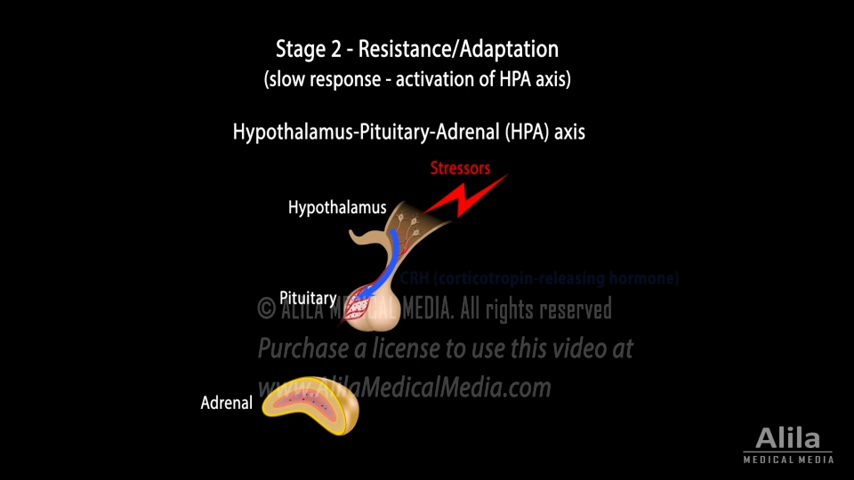 Stage 2 - Resistance/Adaptation
(slow response - activation of HPA axis)
Hypothalamus-Pituitary-Adrenal (HPA) axis
Stressors
Hypothalamus
CRH (corticotropin-releasing hormone)
Pituitary
© ALILA MEDICAL MEDIA. All rights reserved
Purchase a license to use this video at
www.AlilaMedicalMedia.com
Adrenal
Alila
MEDICAL MEDIA